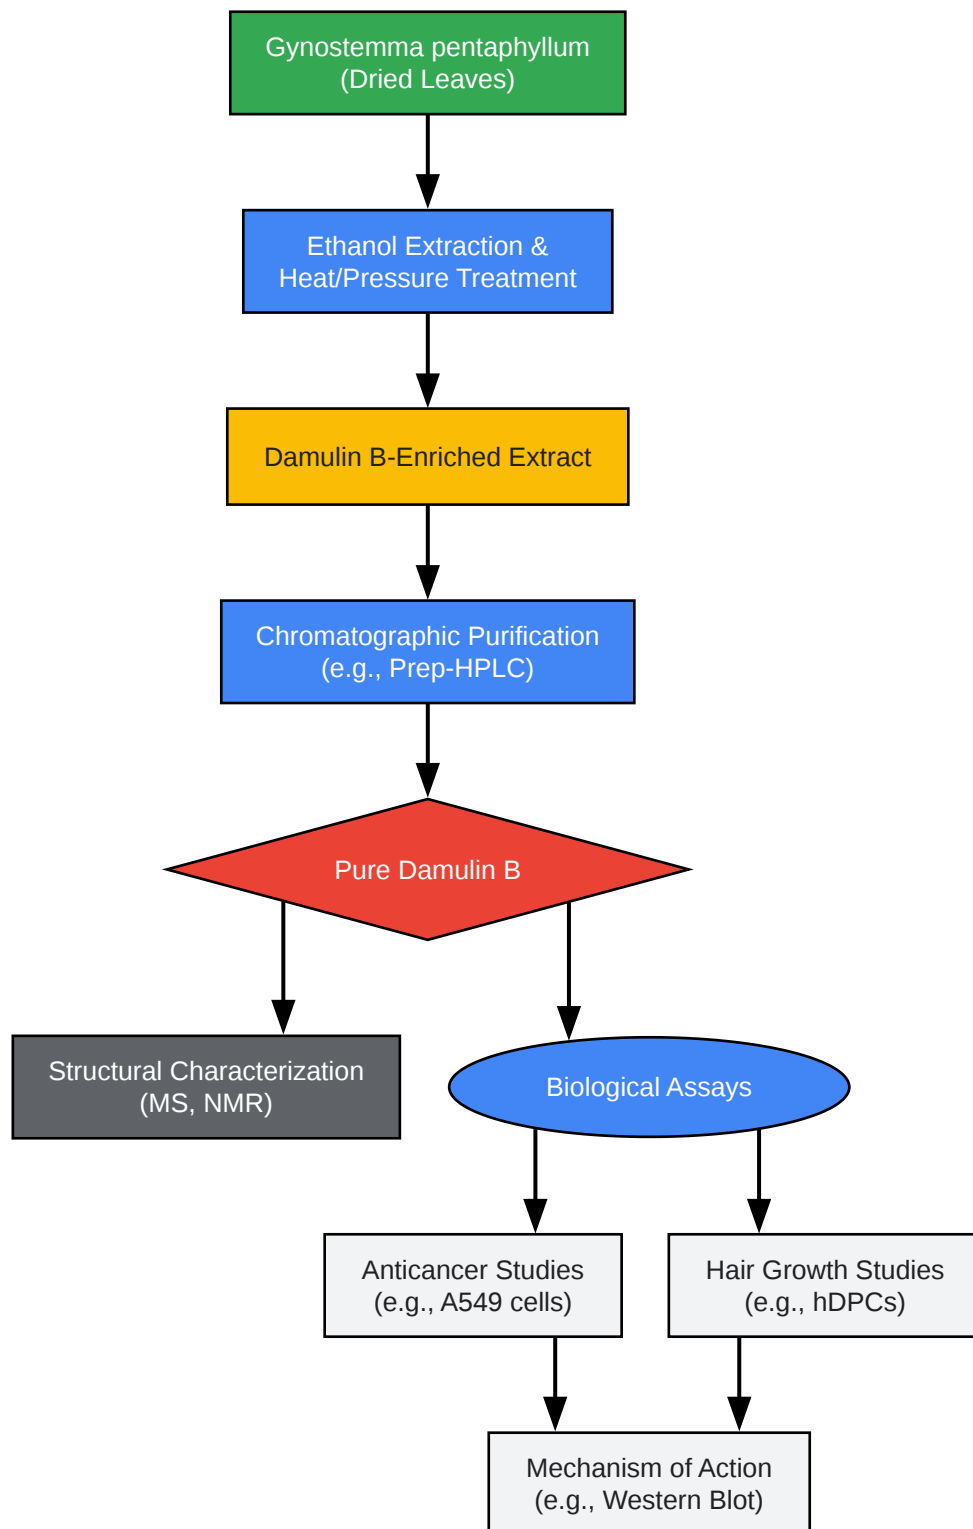 Gynostemma pentaphyllum
(Dried Leaves)
Ethanol Extraction &
Heat/Pressure Treatment
Damulin B-Enriched Extract
Chromatographic Purification
(e.g., Prep-HPLC)
Pure Damulin B
Structural Characterization
(MS, NMR)
Biological Assays
Anticancer Studies
(e.g., A549 cells)
Hair Growth Studies
(e.g., hDPCs)
Mechanism of Action
(e.g., Western Blot)